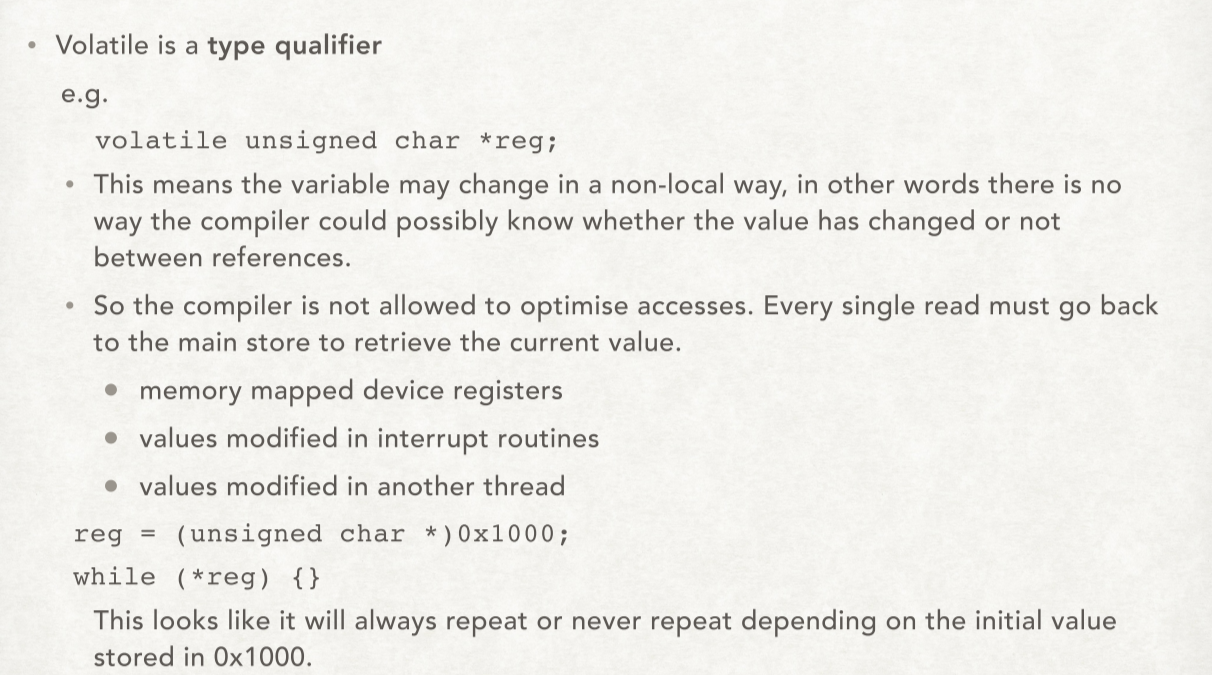 • Volatile is a type qualifier
e.g.
volatile unsigned char *reg;
• This means the variable may change in a non-local way, in other words there is no
way the compiler could possibly know whether the value has changed or not
between references.
• So the compiler is not allowed to optimise accesses. Every single read must go back
to the main store to retrieve the current value.
• memory mapped device registers
• values modified in interrupt routines
• values modified in another thread
reg = (unsigned char *)0x1000;
while (*reg) {}
This looks like it will always repeat or never repeat depending on the initial value
stored in 0x1000.